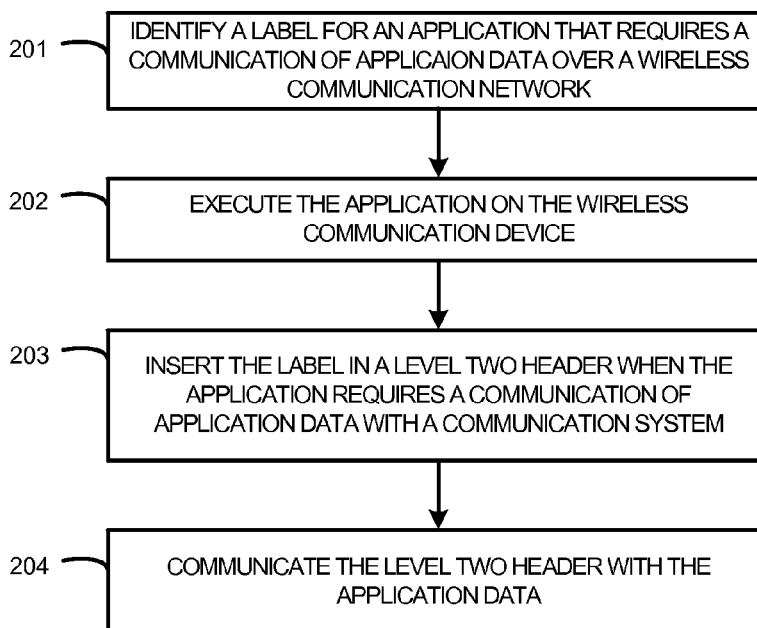 201
IDENTIFY A LABEL FOR AN APPLICATION THAT REQUIRES A
COMMUNICATION OF APPLICAION DATA OVER A WIRELESS
COMMUNICATION NETWORK
202
EXECUTE THE APPLICATION ON THE WIRELESS
COMMUNICATION DEVICE
203
INSERT THE LABEL IN A LEVEL TWO HEADER WHEN THE
APPLICATION REQUIRES A COMMUNICATION OF
APPLICATION DATA WITH A COMMUNICATION SYSTEM
204
COMMUNICATE THE LEVEL TWO HEADER WITH THE
APPLICATION DATA